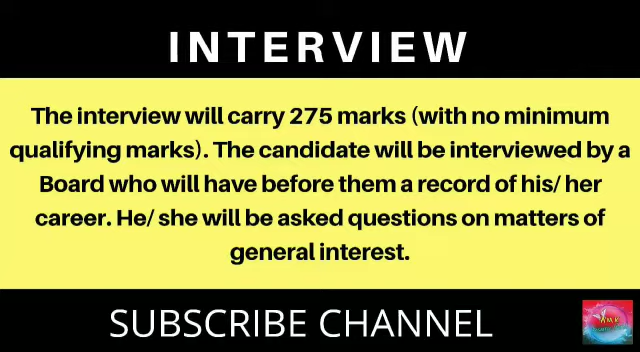 INTERVIEW
The interview will carry 275 marks (with no minimum
qualifying marks). The candidate will be interviewed by a
Board who will have before them a record of his/ her
career. He/ she will be asked questions on matters of
general interest.
SUBSCRIBE CHANNEL